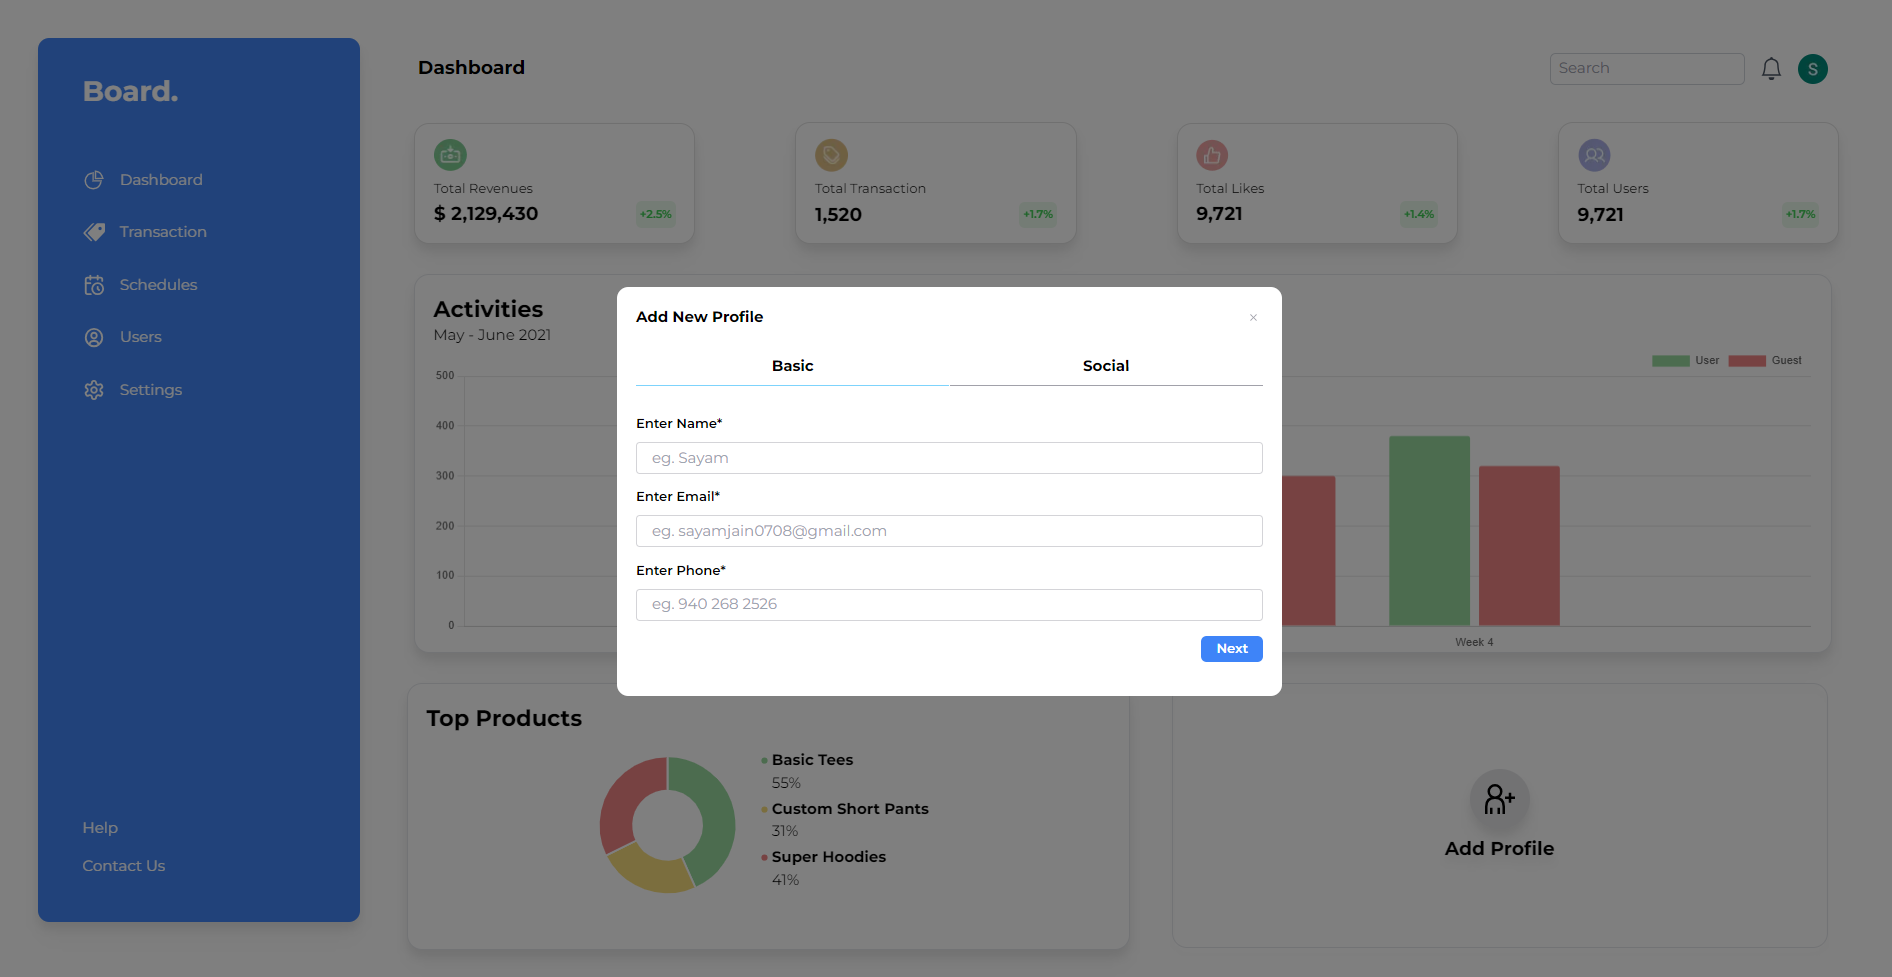 Board.
Dashboard
Transaction
Schedules
Users
Settings
Help
Contact Us
Dashboard
Search
S
Total Revenues
$ 2,129,430
+2.5%
Total Transaction
1,520
+1.7%
Total Likes
9,721
+1.4%
Total Users
9,721
+1.7%
Activities
May - June 2021
User
Guest
500
400
300
200
100
0
Week 4
Add New Profile
×
Basic
Social
Enter Name*
eg. Sayam
Enter Email*
eg. sayamjain0708@gmail.com
Enter Phone*
eg. 940 268 2526
Next
Top Products
Basic Tees
55%
Custom Short Pants
31%
Super Hoodies
41%
Add Profile